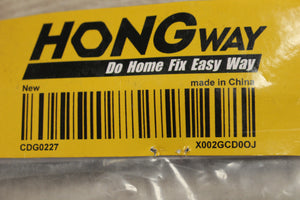 HONGWAY
Do Home Fix Easy Way
New
made in China
CDG0227
X002GCD0OJ